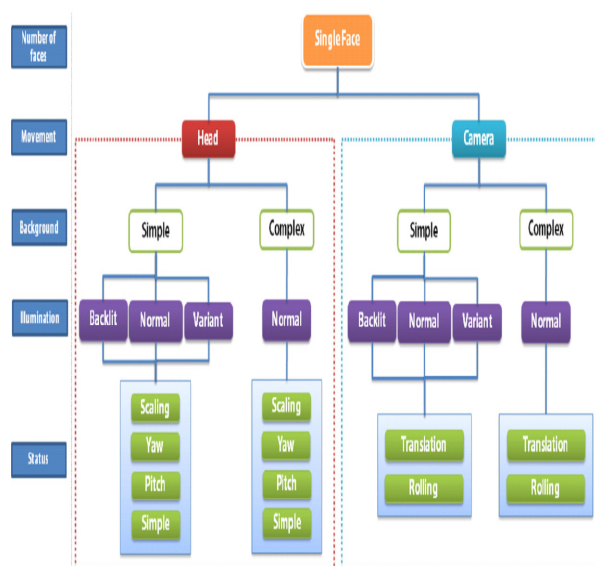 Number of
faces
Single Face
Movement
Head
Camera
Background
Simple
Complex
Simple
Complex
Illumination
Backlit
Normal
Variant
Normal
Backlit
Normal
Variant
Normal
Status
Scaling
Yaw
Pitch
Simple
Scaling
Yaw
Pitch
Simple
Translation
Rolling
Translation
Rolling